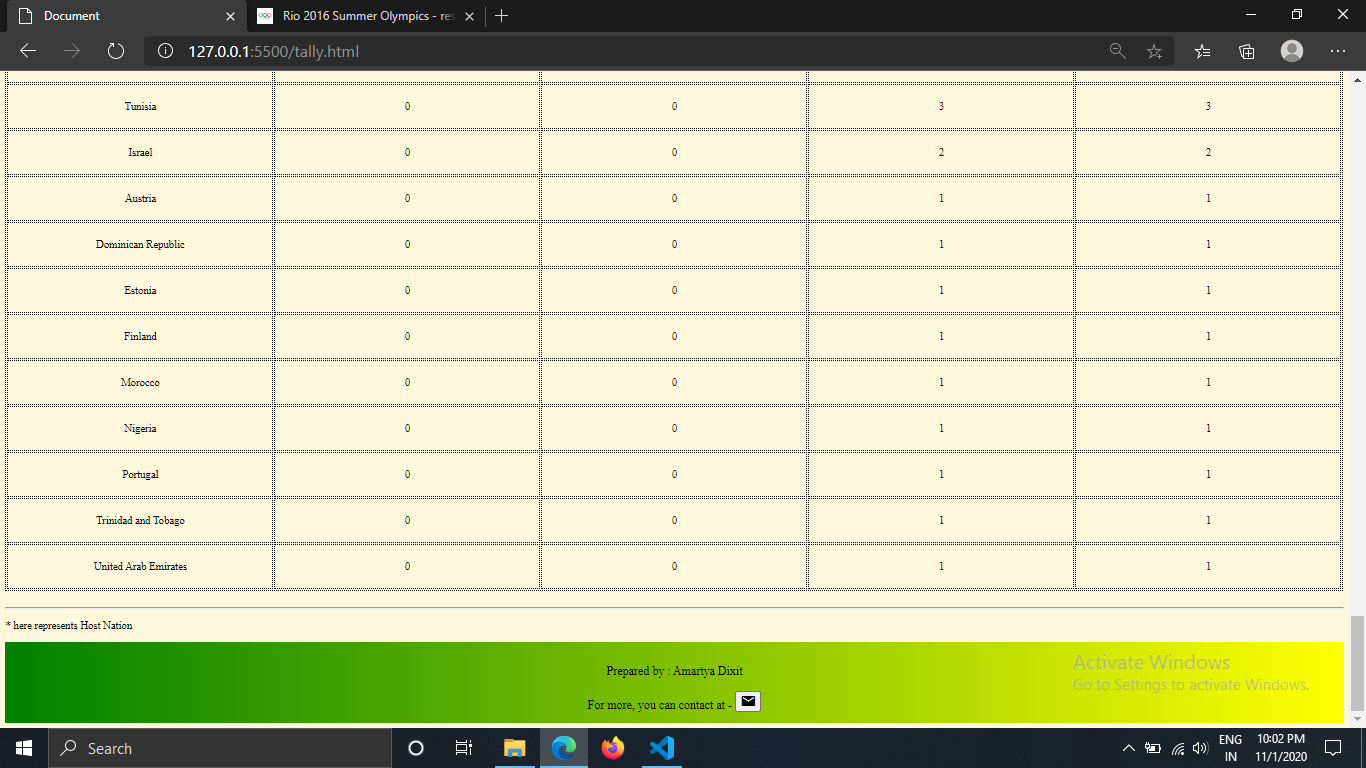 Document
Rio 2016 Summer Olympics - res
127.0.0.1:5500/tally.html
Tunisia 0 0 3 3
Israel 0 0 2 2
Austria 0 0 1 1
Dominican Republic 0 0 1 1
Estonia 0 0 1 1
Finland 0 0 1 1
Morocco 0 0 1 1
Nigeria 0 0 1 1
Portugal 0 0 1 1
Trinidad and Tobago 0 0 1 1
United Arab Emirates 0 0 1 1
* here represents Host Nation
Prepared by : Amartya Dixit
For more, you can contact at -
Activate Windows
Go to Settings to activate Windows.
Search
ENG
IN
10:02 PM
11/1/2020